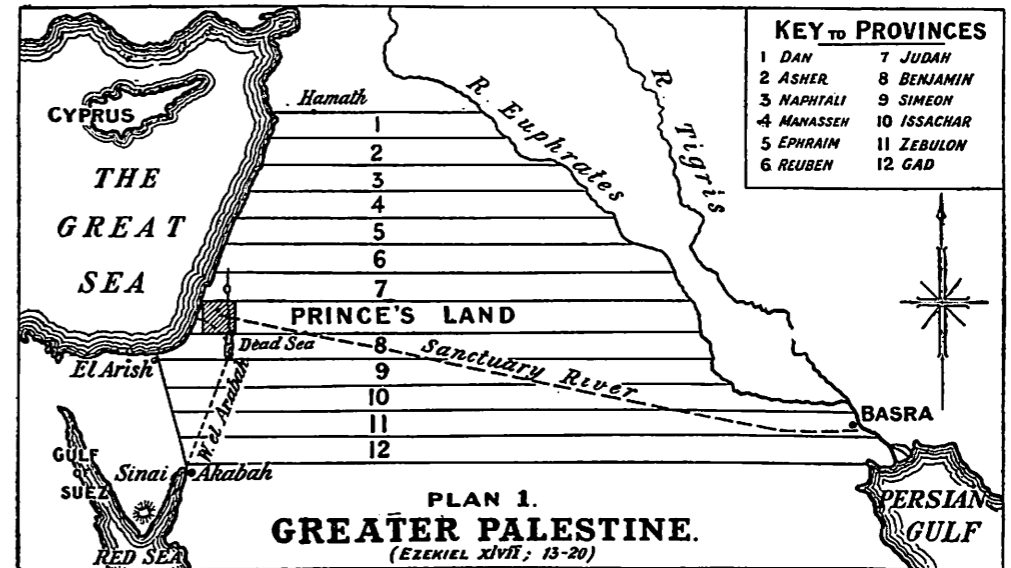 KEY TO PROVINCES
1 DAN 7 JUDAH
2 ASHER 8 BENJAMIN
3 NAPHTALI 9 SIMEON
4 MANASSEH 10 ISSACHAR
5 EPHRAIM 11 ZEBULON
6 REUBEN 12 GAD
CYPRUS
THE
GREAT
SEA
Hamath
R. Euphrates
R. Tigris
1
2
3
4
5
6
7
PRINCE'S LAND
Dead Sea
8
Sanctuary River
9
10
11
12
El Arish
W. el Arabah
BASRA
GULF
OF
SUEZ
Sinai
Akabah
RED SEA
PERSIAN
GULF
PLAN 1.
GREATER PALESTINE.
(EZEKIEL xlvii; 13-20)